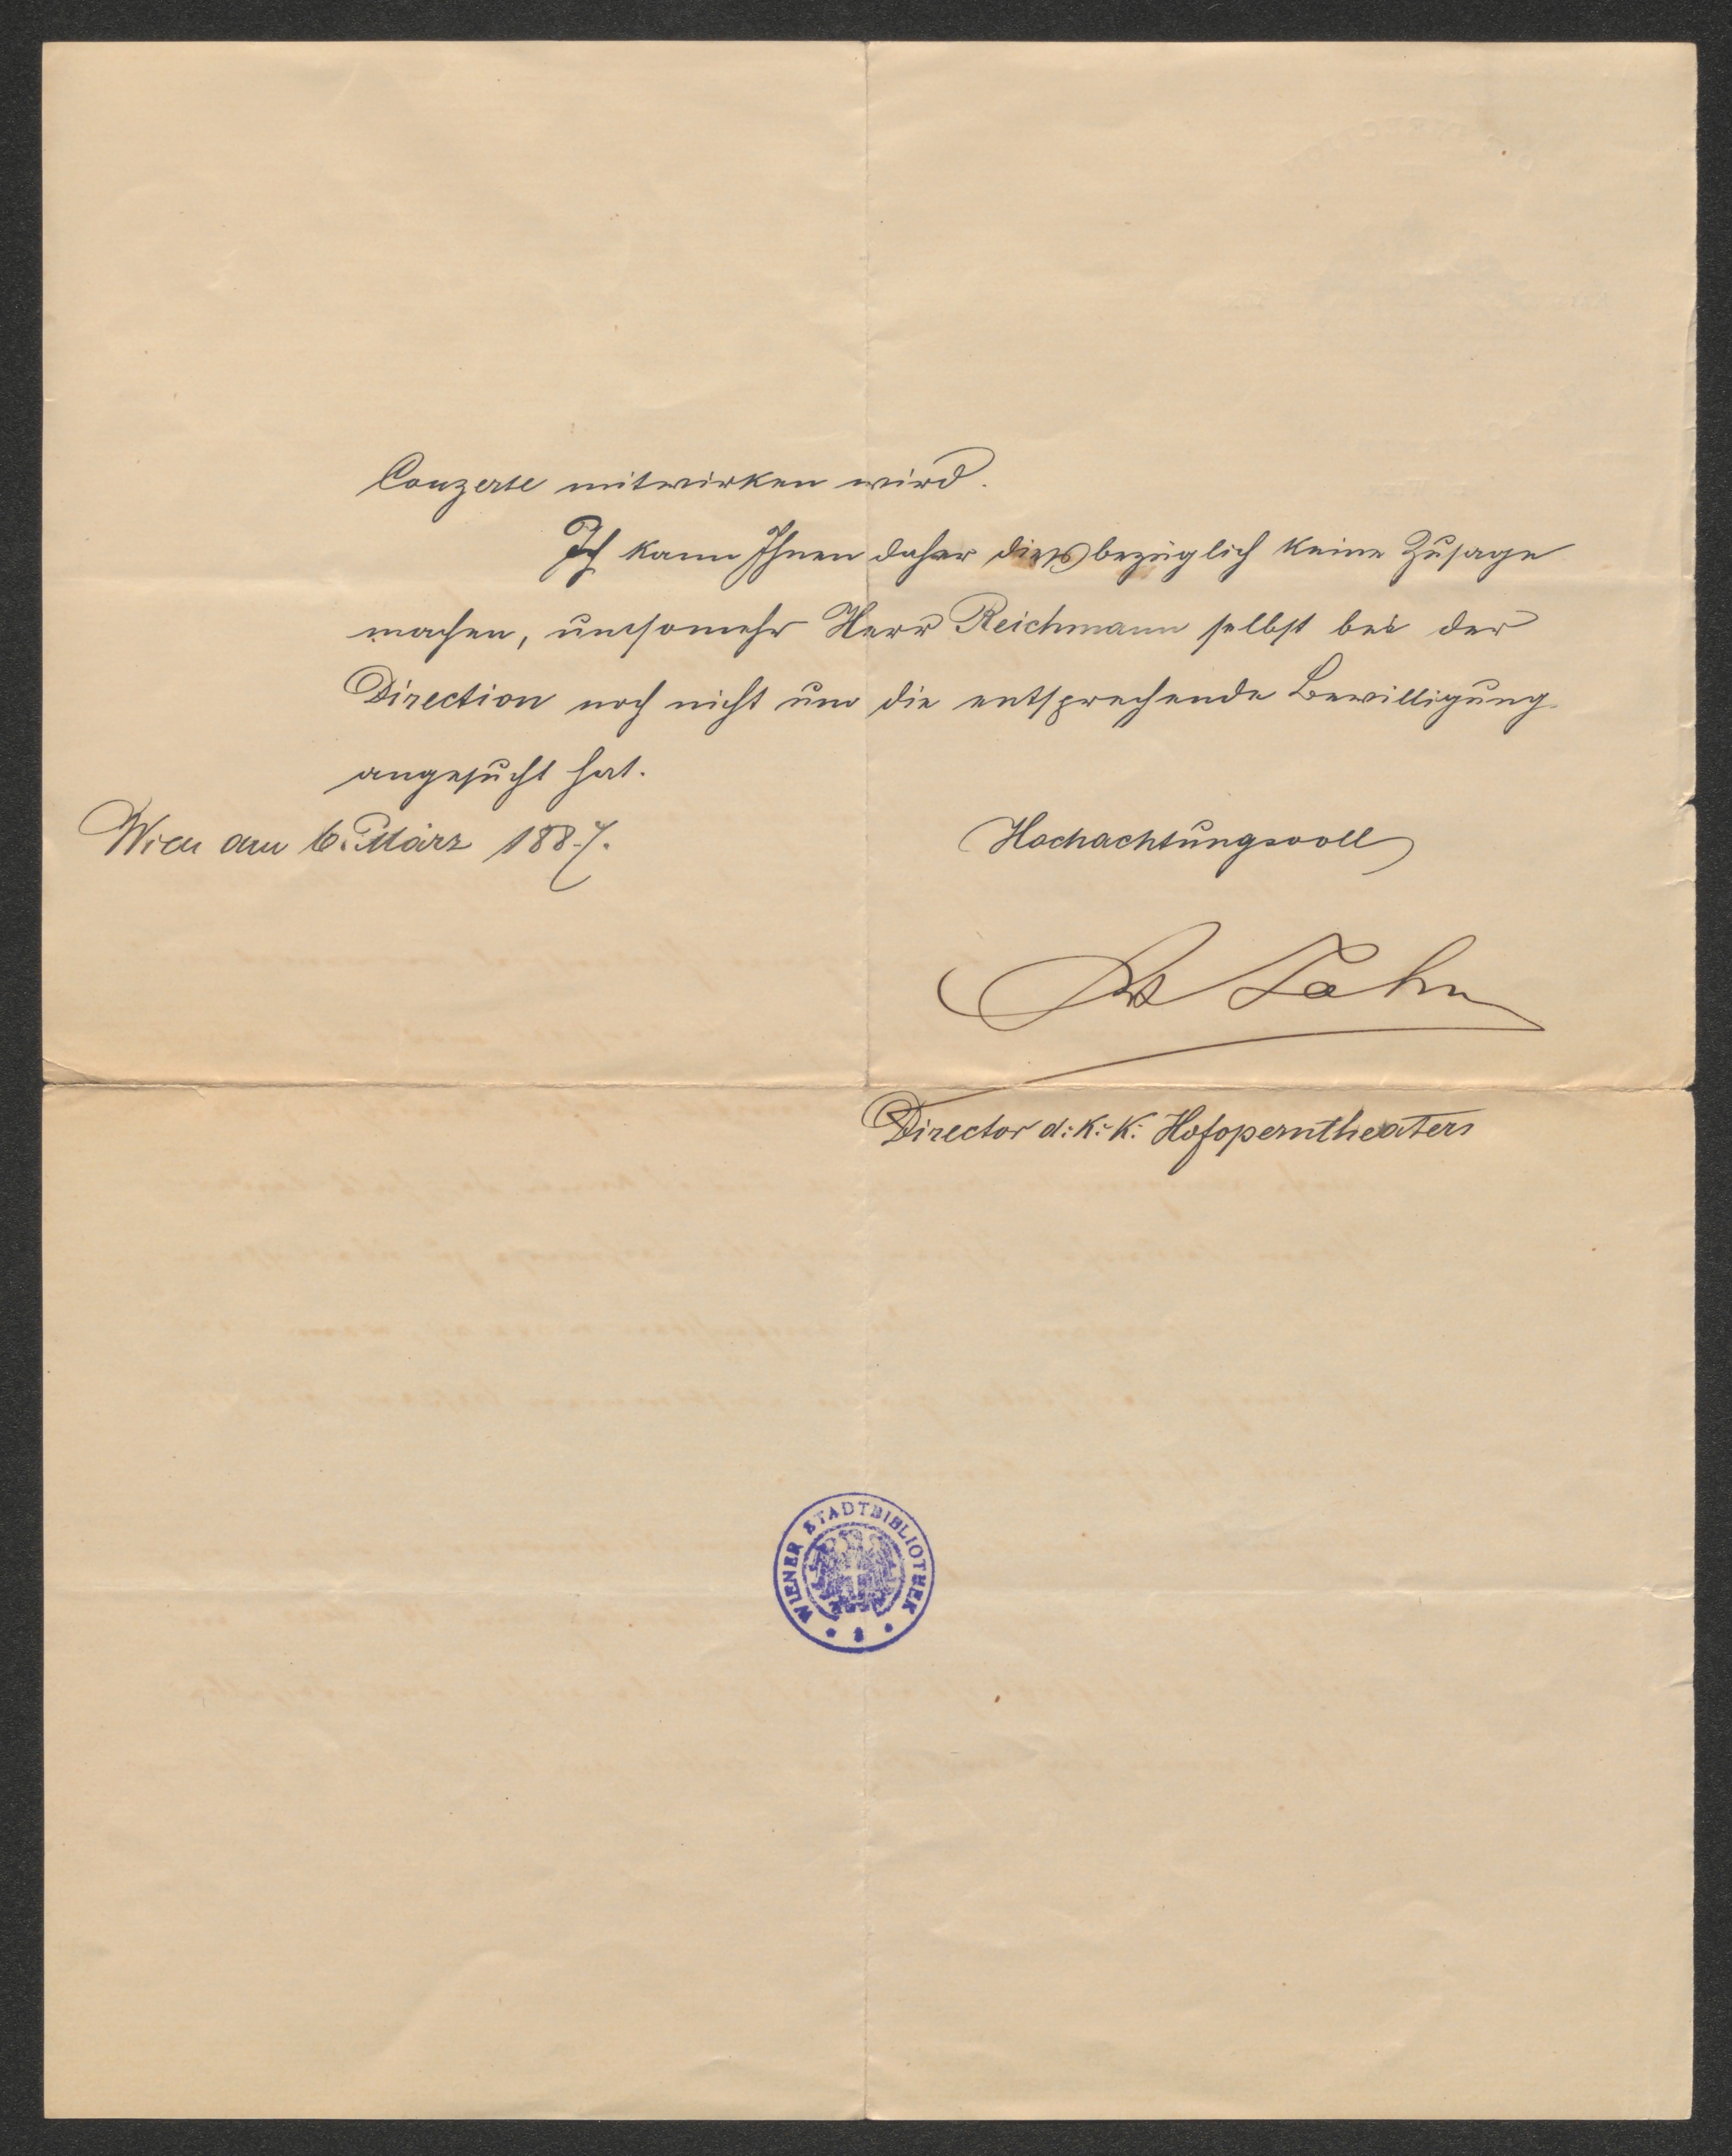 Conzerte mitwirken wird.
Ich kann Ihnen daher diesbezüglich keine Zusage
machen, umsomehr Herr Reichmann selbst bei der
Direction noch nicht um die entsprechende Bewilligung
angesucht hat.
Wien am 6. März 1887.
Hochachtungsvoll
Jahn
Director d: k: k: Hofoperntheaters
WIENER STADTBIBLIOTHEK